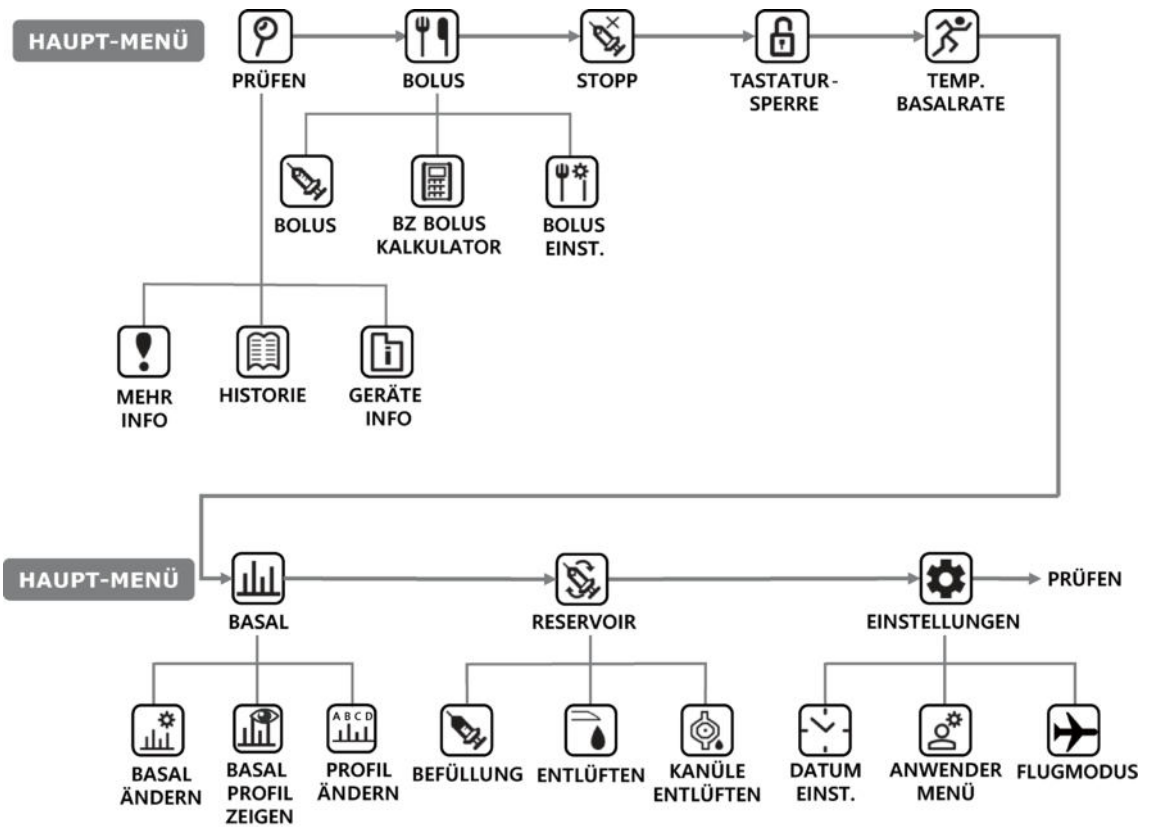 HAUPT-MENÜ
PRÜFEN
BOLUS
STOPP
TASTATUR-
SPERRE
TEMP.
BASALRATE
BOLUS
BZ BOLUS
KALKULATOR
BOLUS
EINST.
MEHR
INFO
HISTORIE
GERÄTE
INFO
HAUPT-MENÜ
BASAL
RESERVOIR
EINSTELLUNGEN
PRÜFEN
BASAL
ÄNDERN
BASAL
PROFIL
ZEIGEN
A B C D
PROFIL
ÄNDERN
BEFÜLLUNG
ENTLÜFTEN
KANÜLE
ENTLÜFTEN
DATUM
EINST.
ANWENDER
MENÜ
FLUGMODUS